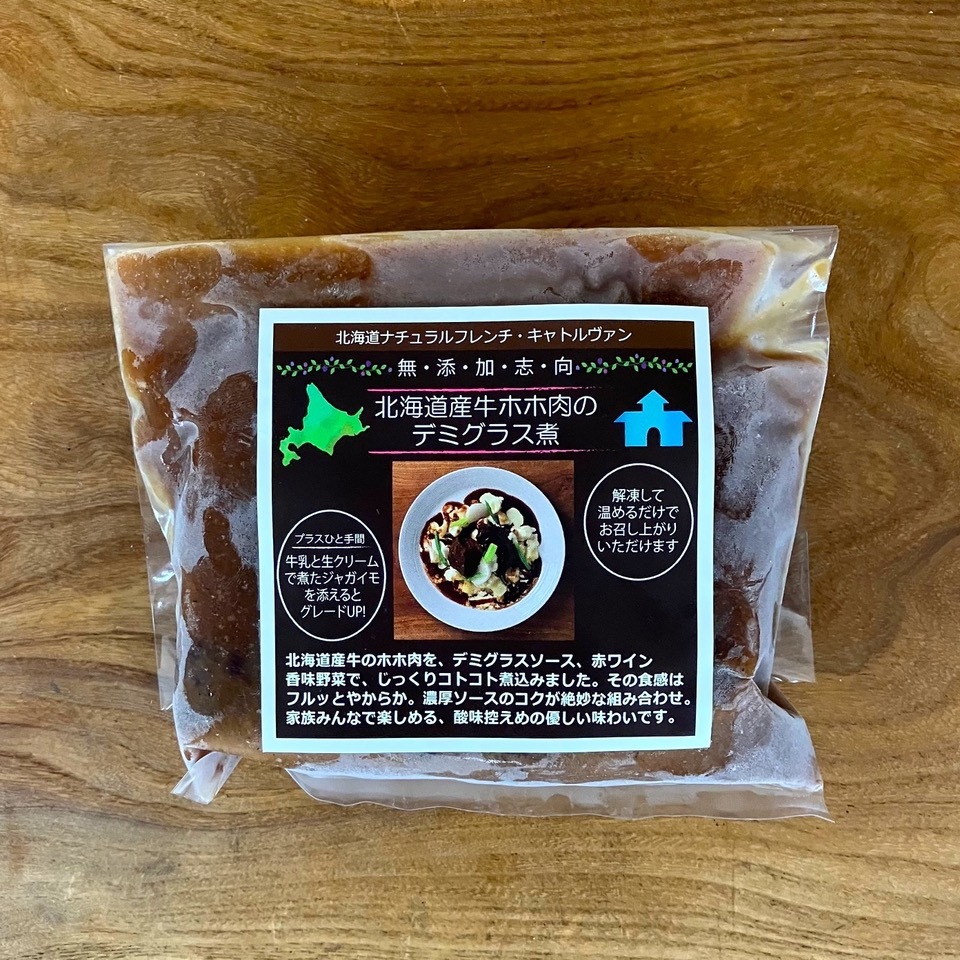 北海道ナチュラルフレンチ・キャトルヴァン
無・添・加・志・向
北海道産牛ホホ肉の
デミグラス煮
解凍して
温めるだけで
お召し上がり
いただけます
プラスひと手間
牛乳と生クリーム
で煮たジャガイモ
を添えると
グレードUP!
北海道産牛のホホ肉を、デミグラスソース、赤ワイン
香味野菜で、じっくりコトコト煮込みました。その食感は
フルッとやからか。濃厚ソースのコクが絶妙な組み合わせ。
家族みんなで楽しめる、酸味控えめの優しい味わいです。